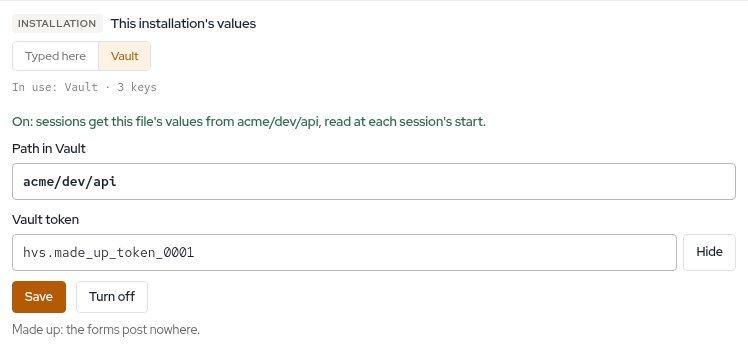 INSTALLATION This installation's values
Typed here Vault
In use: Vault · 3 keys
On: sessions get this file's values from acme/dev/api, read at each session's start.
Path in Vault
acme/dev/api
Vault token
hvs.made_up_token_0001 Hide
Save Turn off
Made up: the forms post nowhere.